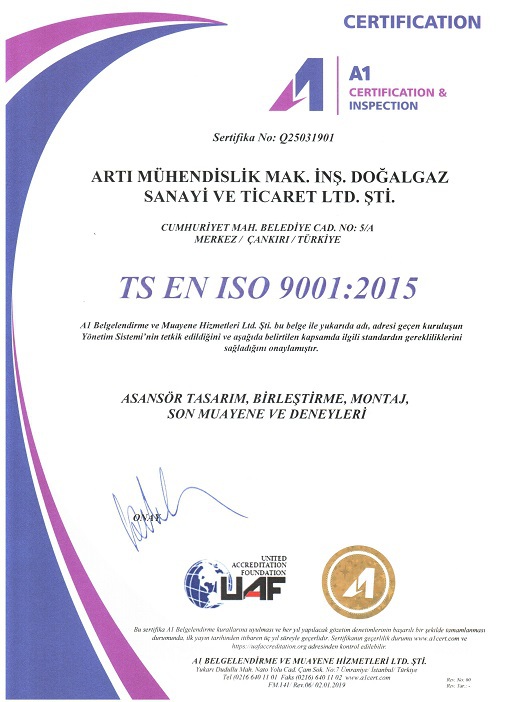 CERTIFICATION
A1
CERTIFICATION &
INSPECTION
Sertifika No: Q25031901
ARTI MÜHENDİSLİK MAK. İNŞ. DOĞALGAZ
SANAYİ VE TİCARET LTD. ŞTİ.
CUMHURİYET MAH. BELEDİYE CAD. NO: 5/A
MERKEZ / ÇANKIRI / TÜRKİYE
TS EN ISO 9001:2015
A1 Belgelendirme ve Muayene Hizmetleri Ltd. Şti. bu belge ile yukarıda adı, adresi geçen kuruluşun
Yönetim Sistemi'nin tetkik edildiğini ve aşağıda belirtilen kapsamda ilgili standardın gerekliliklerini
sağladığını onaylamıştır.
ASANSÖR TASARIM, BİRLEŞTİRME, MONTAJ,
SON MUAYENE VE DENEYLERİ
ONAY
UNITED
ACCREDITATION
FOUNDATION
UAF
Bu sertifika A1 Belgelendirme kurallarına uyulması ve her yıl yapılacak gözetim denetimlerinin başarılı bir şekilde tamamlanması
durumunda, ilk yayın tarihinden itibaren üç yıl süreyle geçerlidir. Sertifikanın geçerlilik durumu www.a1cert.com ve
https://uafaccreditation.org adresinden kontrol edilebilir.
A1 BELGELENDİRME VE MUAYENE HİZMETLERİ LTD. ŞTİ.
Yukarı Dudullu Mah. Nato Yolu Cad. Çam Sok. No:7 Ümraniye/ İstanbul/ Türkiye
Tel (0216 640 11 01 Faks (0216) 640 11 02 www.a1cert.com
FM.141/ Rev.06/ 02.01.2019
Rev. No: 00
Rev. Tar.: -